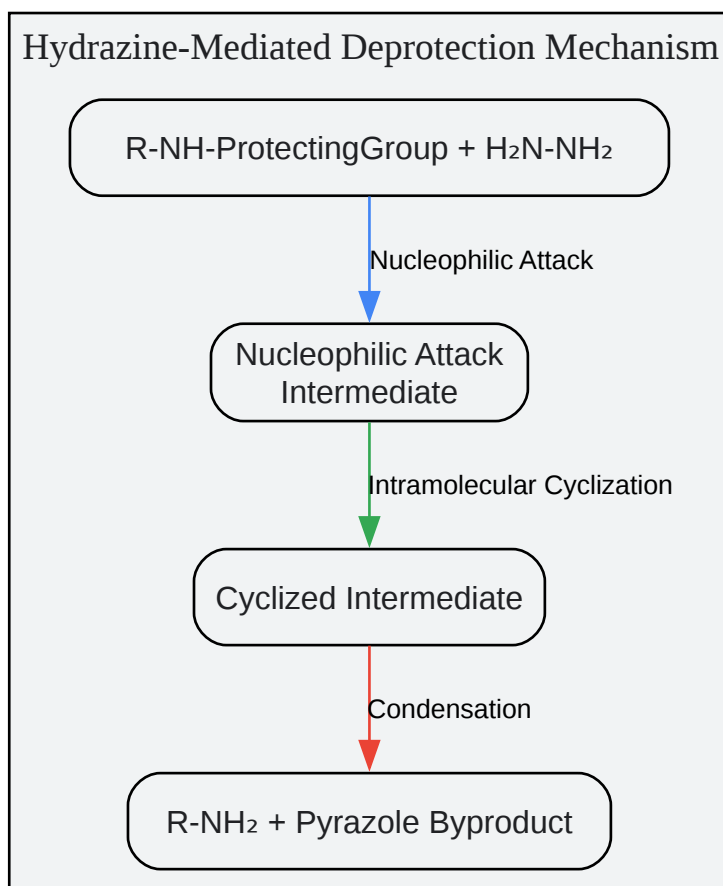 Hydrazine-Mediated Deprotection Mechanism
R-NH-ProtectingGroup + H₂N-NH₂
Nucleophilic Attack
Nucleophilic Attack
Intermediate
Intramolecular Cyclization
Cyclized Intermediate
Condensation
R-NH₂ + Pyrazole Byproduct